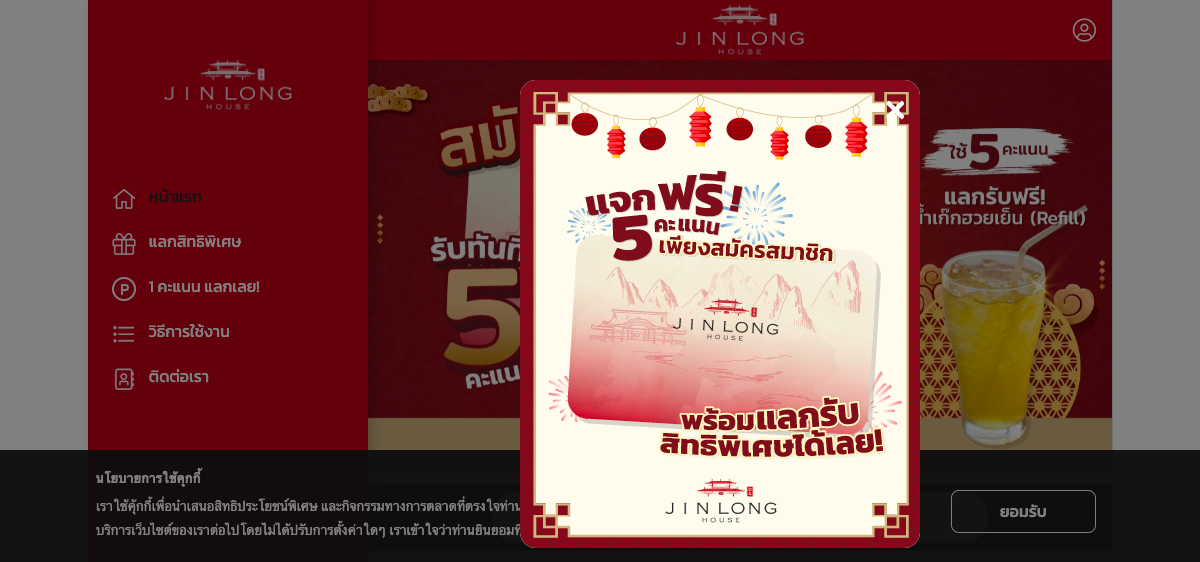 JIN LONG
HOUSE
หน้าแรก
แลกสิทธิพิเศษ
1 คะแนน แลกเลย!
วิธีการใช้งาน
ติดต่อเรา
JIN LONG
HOUSE
รับทันที
5
คะแนน
แจกฟรี!
5 คะแนน
เพียงสมัครสมาชิก
JIN LONG
HOUSE
พร้อมแลกรับ
สิทธิพิเศษได้เลย!
JIN LONG
HOUSE
ใช้ 5 คะแนน
แลกรับฟรี!
น้ำเก๊กฮวยเย็น (Refill)
นโยบายการใช้คุกกี้
เราใช้คุ้กกี้เพื่อนำเสนอสิทธิประโยชน์พิเศษ และกิจกรรมทางการตลาดที่ตรงใจท่าน
บริการเว็บไซต์ของเราต่อไป โดยไม่ได้ปรับการตั้งค่าใดๆ เราเข้าใจว่าท่านยินยอม
ยอมรับ